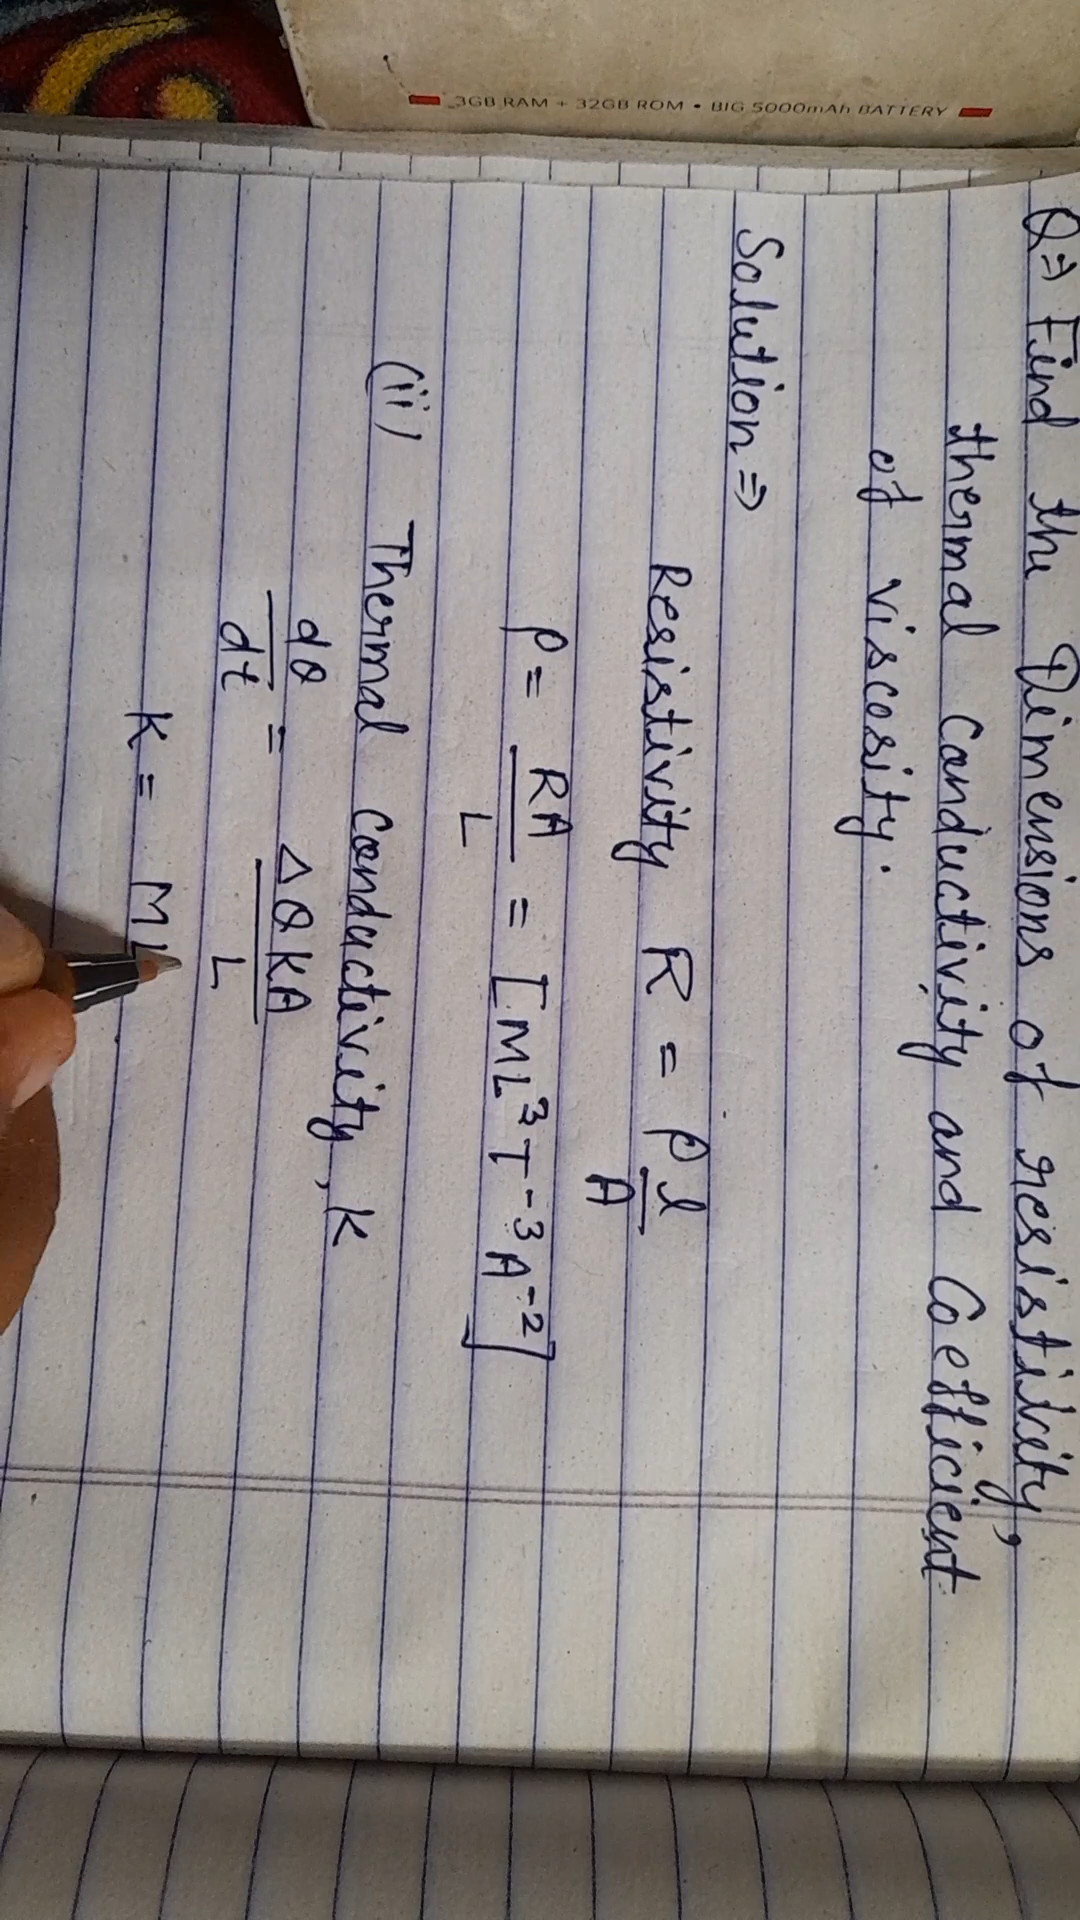 3GB RAM + 32GB ROM • BIG 5000mAh BATTERY
Q⇒ Find the Dimensions of resistivity,
thermal conductivity and Coefficient
of viscosity.
Solution ⇒
Resistivity R = ρ l/A
ρ = RA/L = [ML³T⁻³A⁻²]
(ii) Thermal conductivity, K
dθ/dt = ΔθKA/L
K = ML